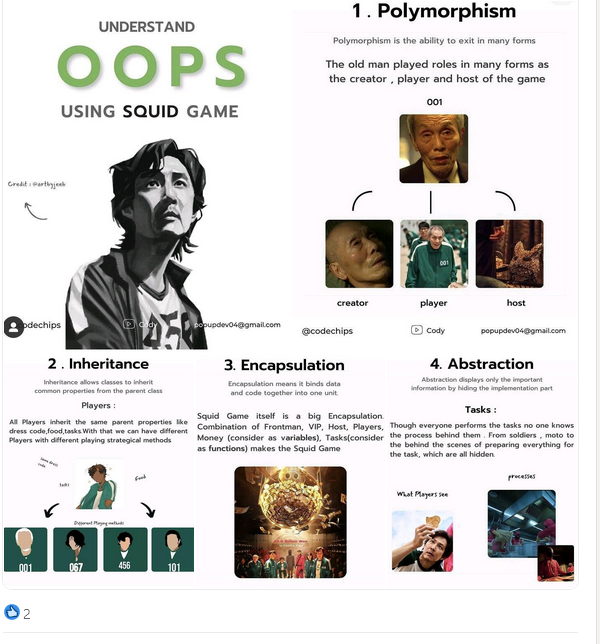 UNDERSTAND
OOPS
USING SQUID GAME
Credit : @artbyjeeb
odechips
Cody
popupdev04@gmail.com
1 . Polymorphism
Polymorphism is the ability to exit in many forms
The old man played roles in many forms as
the creator , player and host of the game
001
001
creator
player
host
@codechips
Cody
popupdev04@gmail.com
2 . Inheritance
Inheritance allows classes to inherit
common properties from the parent class
Players :
All Players inherit the same parent properties like
dress code,food,tasks.With that we can have different
Players with different playing strategical methods
code
tasks
Food
Different Playing methods
001
067
456
101
3. Encapsulation
Encapsulation means it binds data
and code together into one unit.
Squid Game itself is a big Encapsulation.
Combination of Frontman, VIP, Host, Players,
Money (consider as variables), Tasks(consider
as functions) makes the Squid Game
4. Abstraction
Abstraction displays only the important
information by hiding the implementation part
Tasks :
Though everyone performs the tasks no one knows
the process behind them . From soldiers , moto to
the behind the scenes of preparing everything for
the task, which are all hidden.
What Players see
processes
2